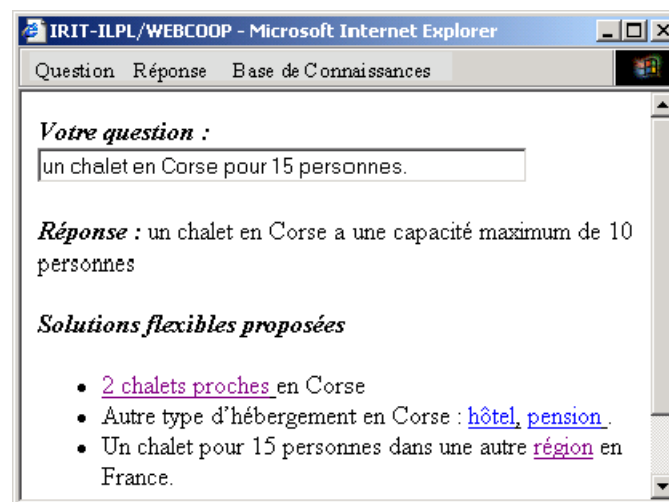 IRIT-ILPL/WEBCOOP - Microsoft Internet Explorer
Question Réponse Base de Connaissances
Votre question :
un chalet en Corse pour 15 personnes.
Réponse : un chalet en Corse a une capacité maximum de 10
personnes
Solutions flexibles proposées
• 2 chalets proches en Corse
• Autre type d'hébergement en Corse : hôtel, pension .
• Un chalet pour 15 personnes dans une autre région en
France.